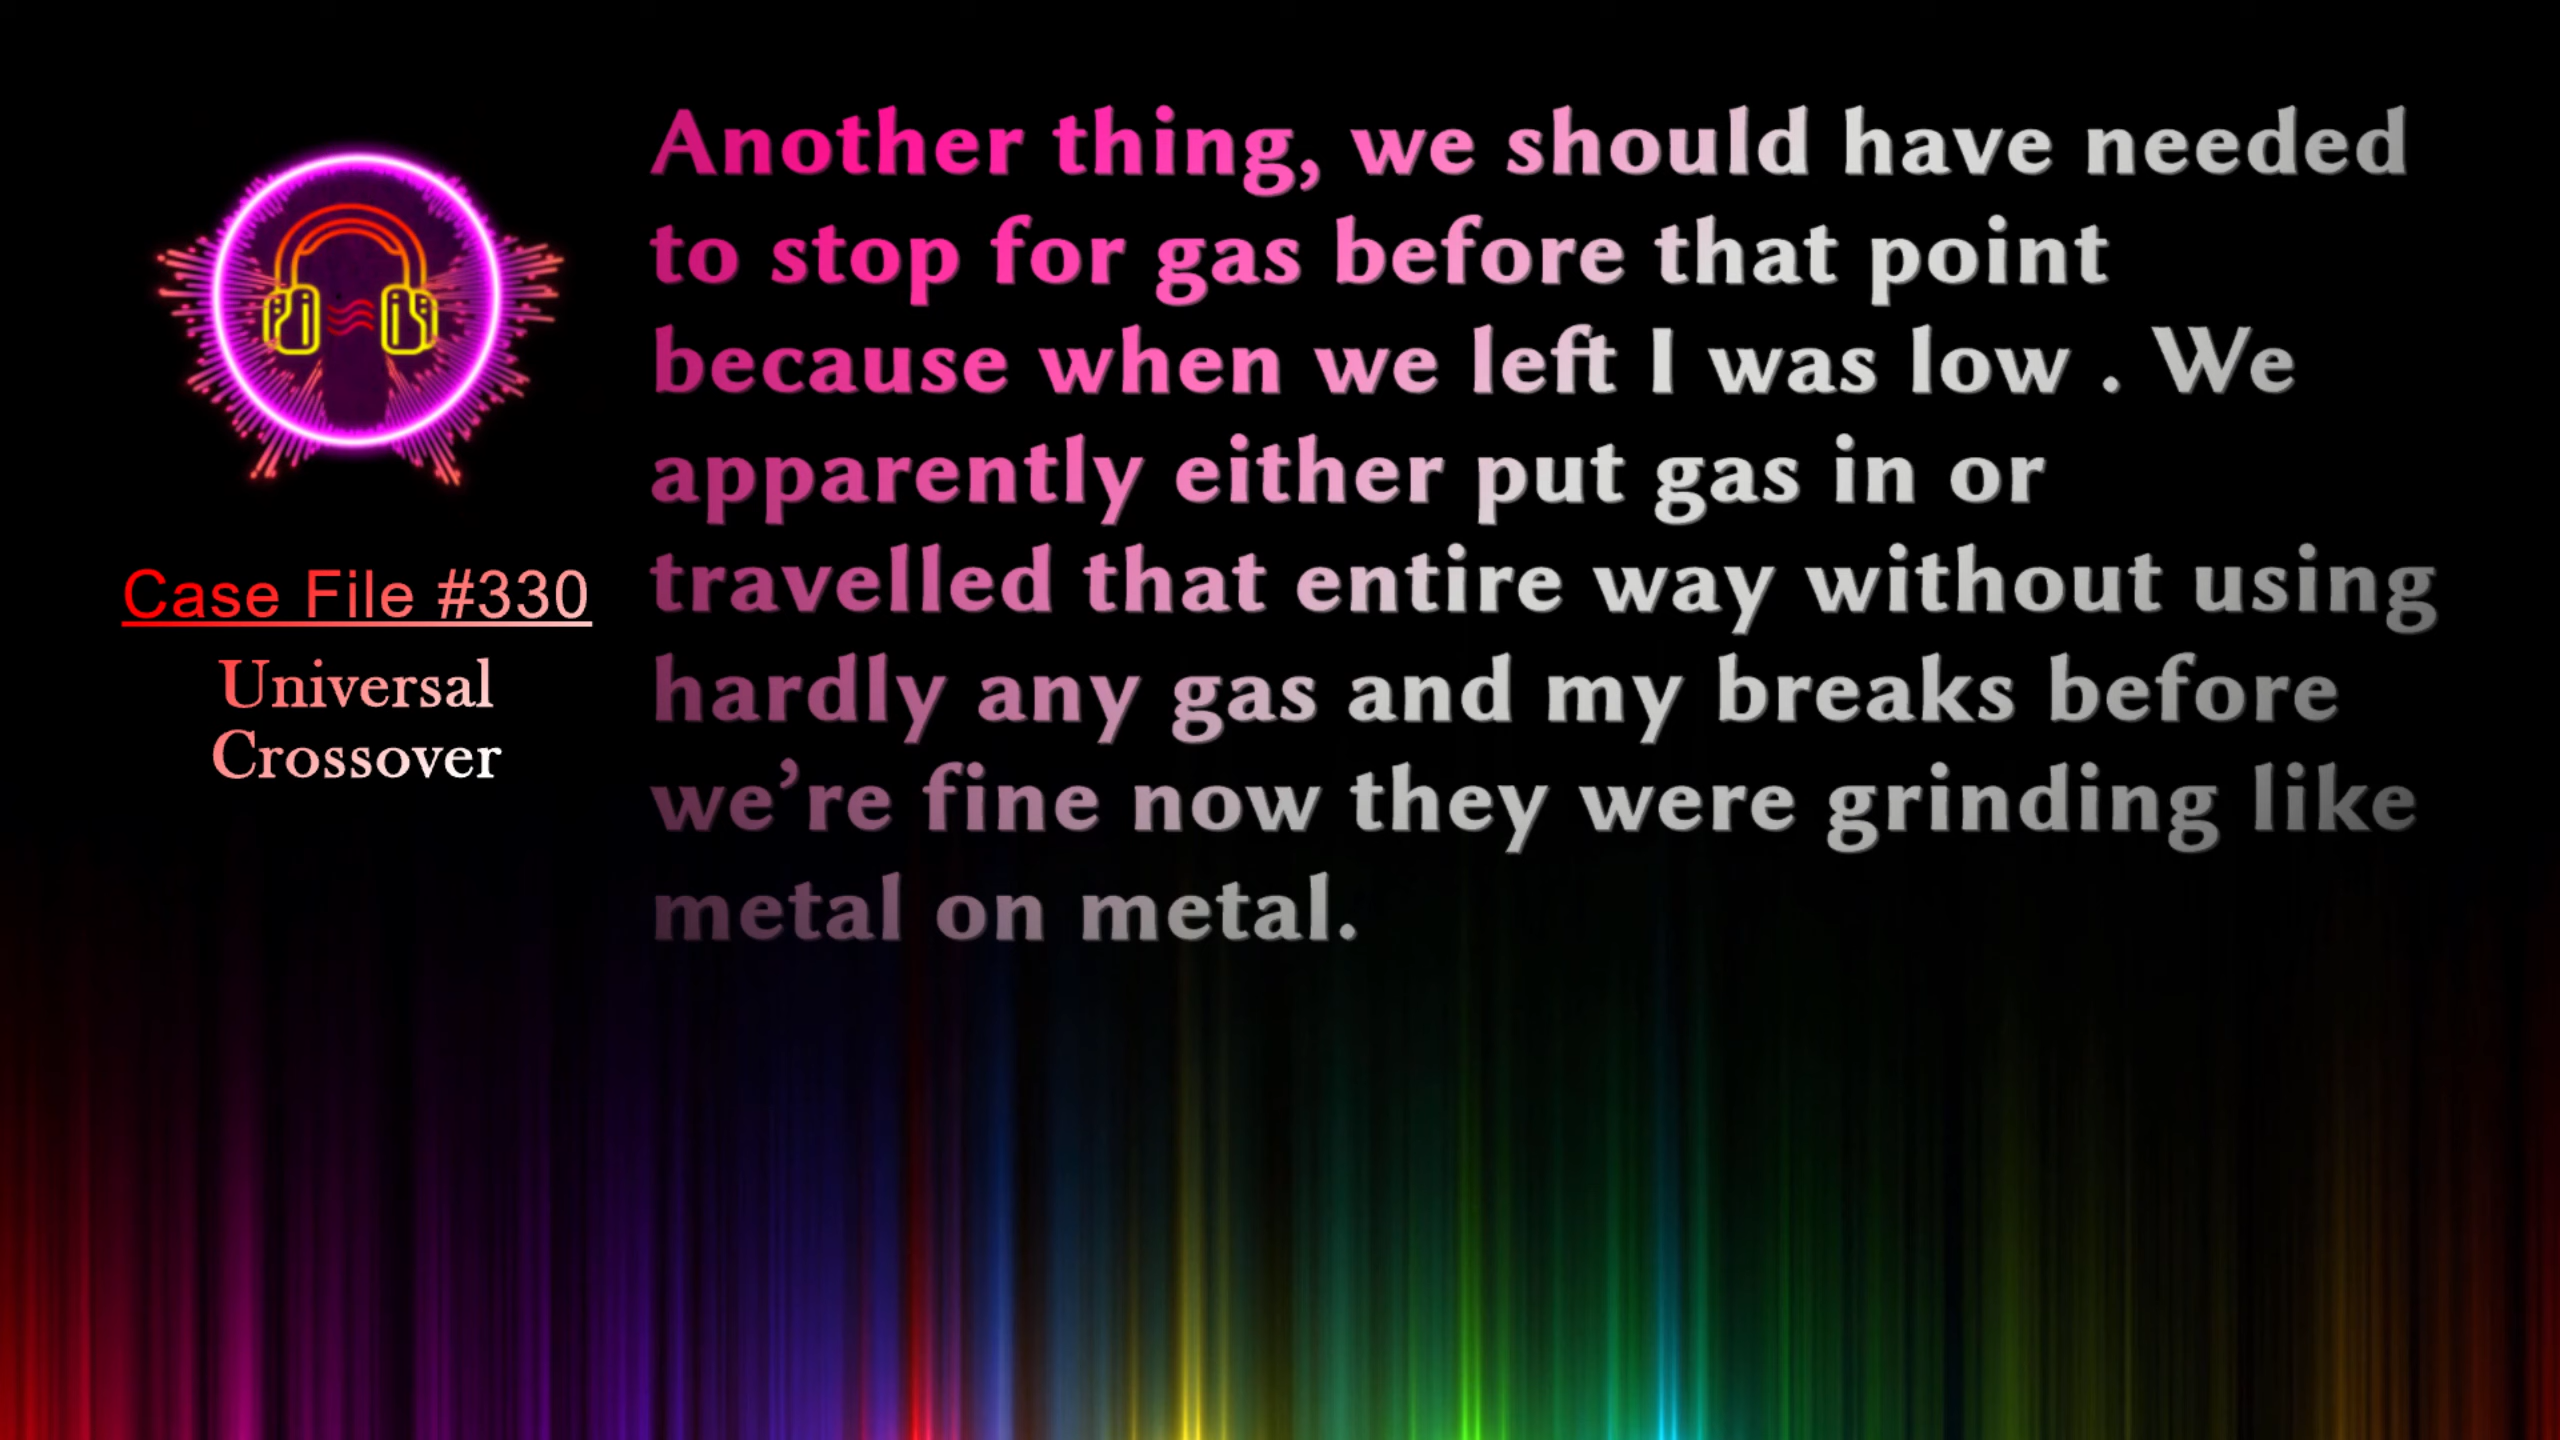 Case File #330
Universal
Crossover
Another thing, we should have needed
to stop for gas before that point
because when we left I was low . We
apparently either put gas in or
travelled that entire way without using
hardly any gas and my breaks before
we’re fine now they were grinding like
metal on metal.